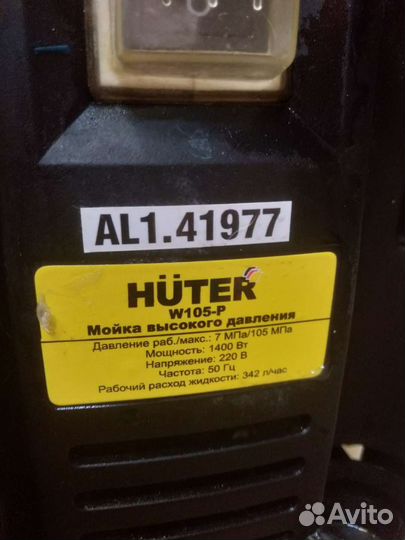 AL1.41977
HÜTER
W105-P
Мойка высокого давления
Давление раб./макс.: 7 МПа/105 МПа
Мощность: 1400 Вт
Напряжение: 220 В
Частота: 50 Гц
Рабочий расход жидкости: 342 л/час
Avito